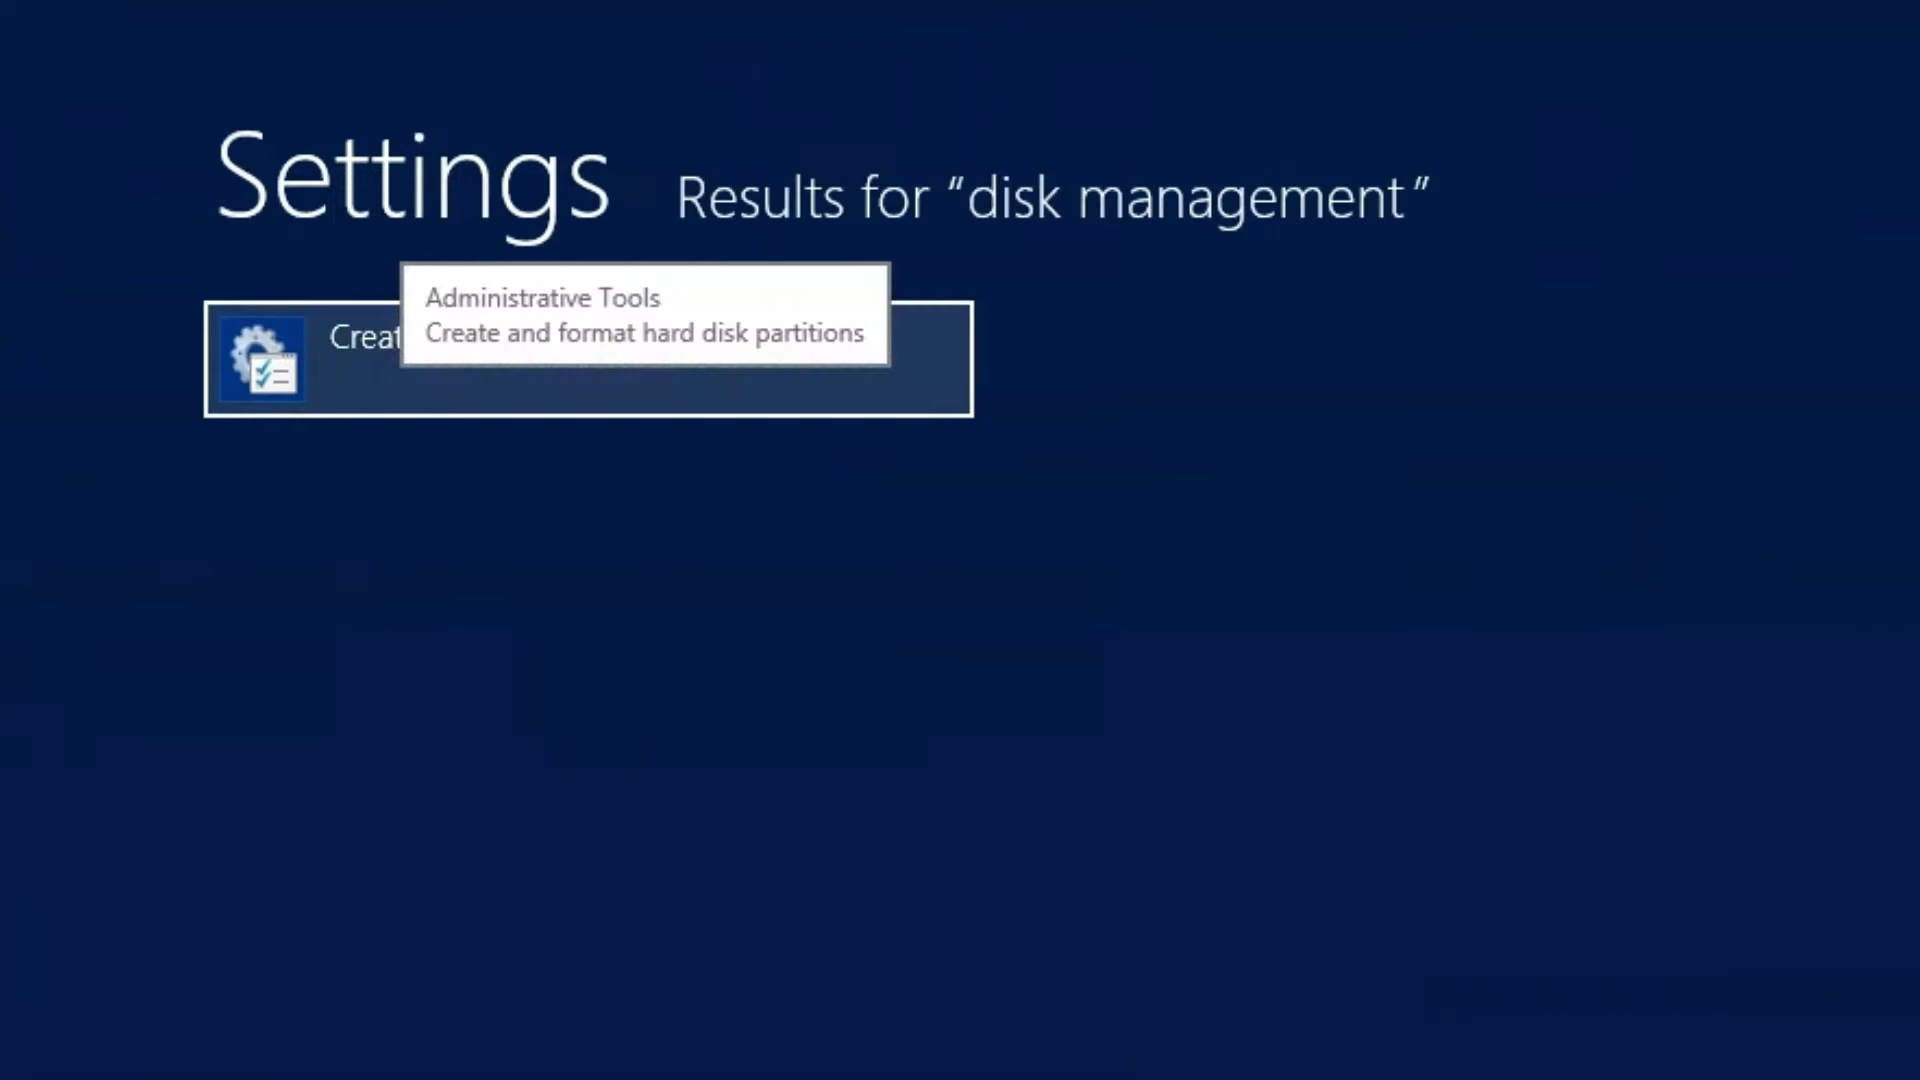 Settings Results for "disk management"
Administrative Tools
Creat
Create and format hard disk partitions